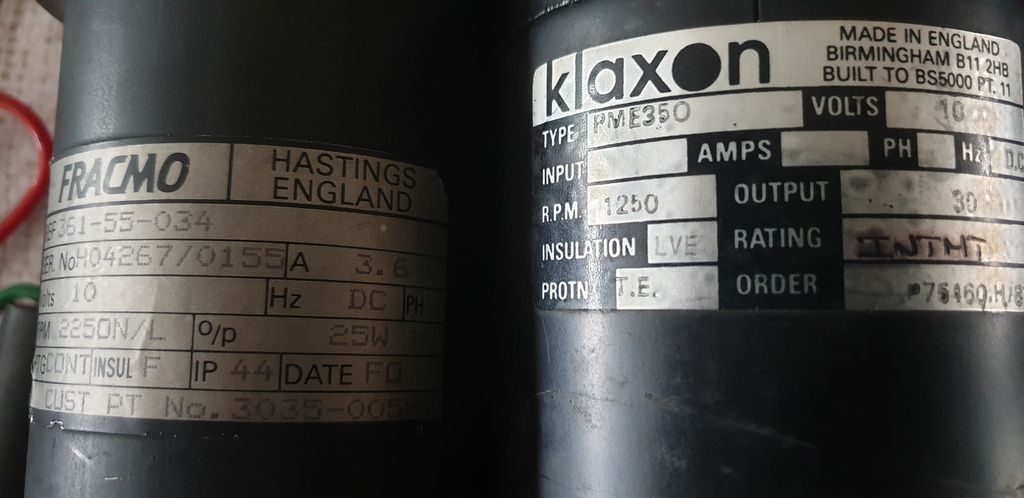 FRACMO
HASTINGS
ENGLAND
361-55-034
SER. No H04267/0155 A 3.6
10 Hz DC PH
2250N/L o/p 25W
CONT INSUL F IP 44 DATE FO
CUST PT No. 3035-005
klaxon
MADE IN ENGLAND
BIRMINGHAM B11 2HB
BUILT TO BS5000 PT. 11
TYPE PME350 VOLTS 10
INPUT AMPS PH Hz D.C
R.P.M. 1250 OUTPUT 30
INSULATION LVE RATING INTMT
PROTN T.E. ORDER P75460.H/8